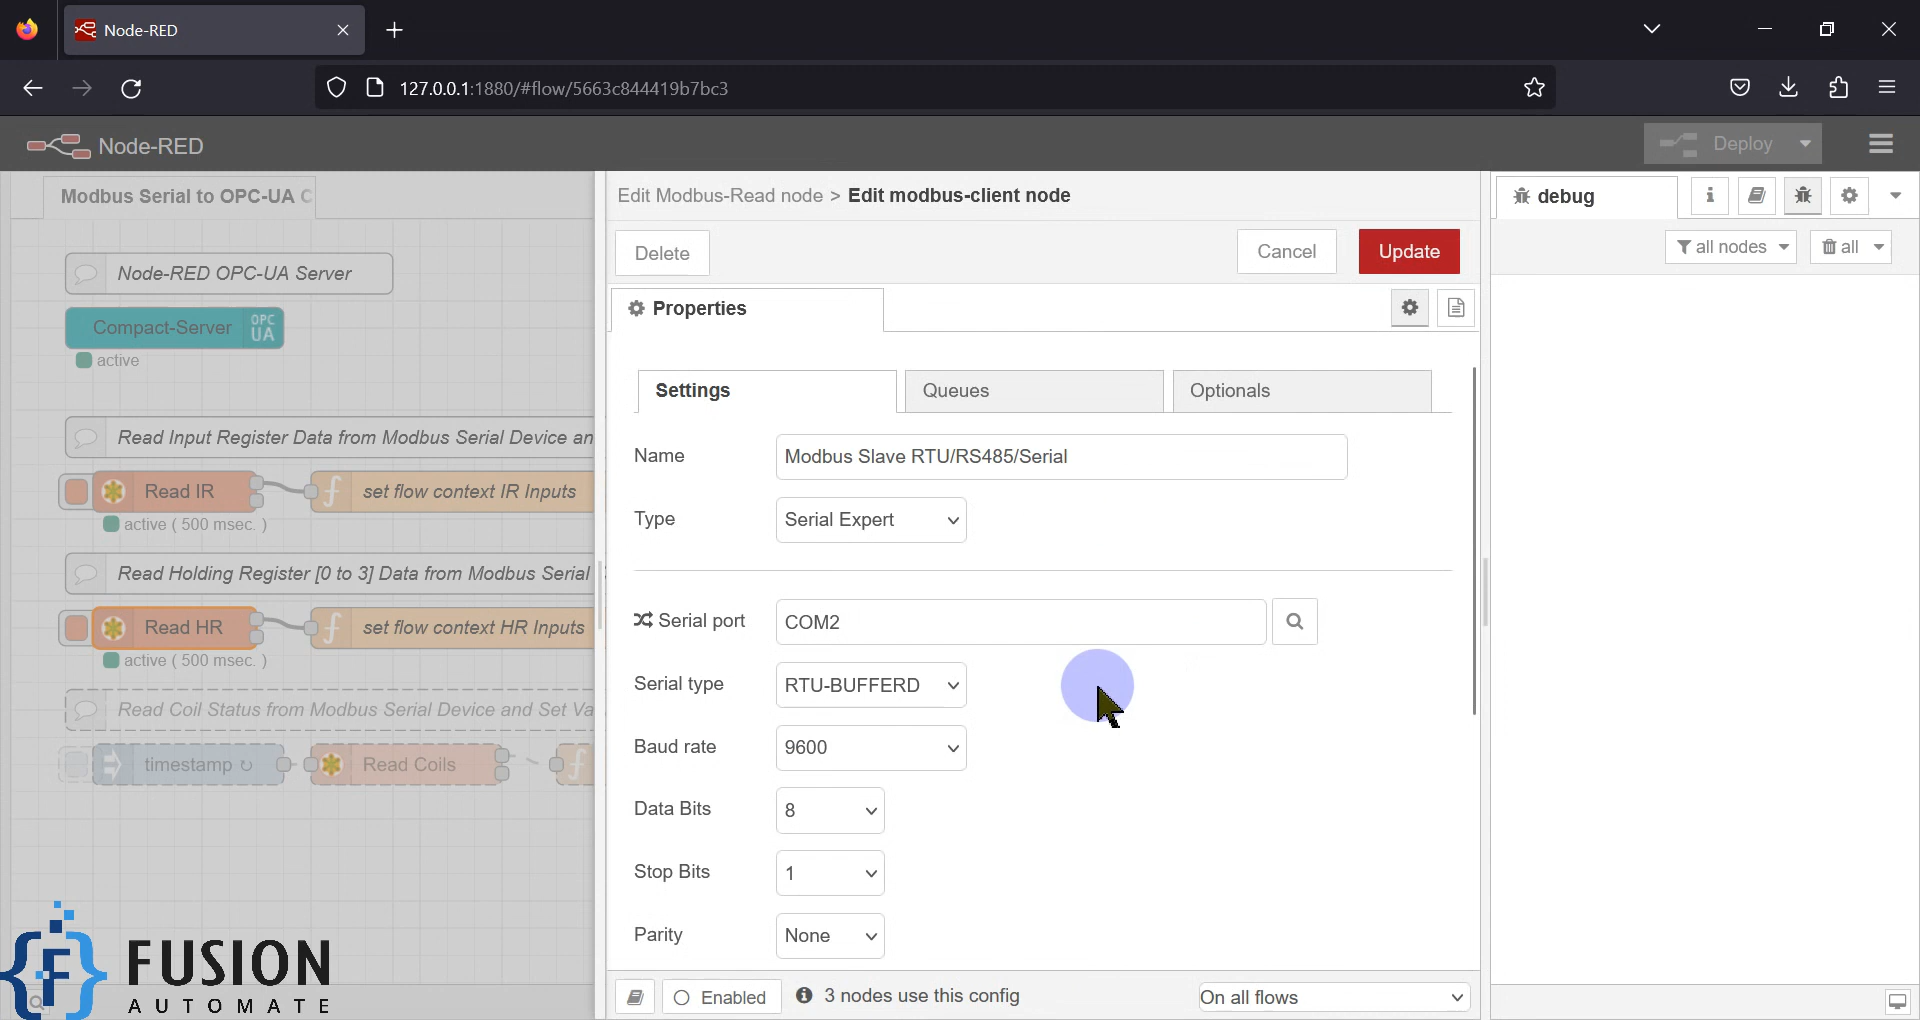 Node-RED
127.0.0.1:1880/#flow/5663c844419b7bc3
Node-RED
Deploy
Modbus Serial to OPC-UA C
Node-RED OPC-UA Server
Compact-Server OPC UA
active
Read Input Register Data from Modbus Serial Device an
Read IR
set flow context IR Inputs
active ( 500 msec. )
Read Holding Register [0 to 3] Data from Modbus Serial
Read HR
set flow context HR Inputs
active ( 500 msec. )
Read Coil Status from Modbus Serial Device and Set Va
timestamp ↻
Read Coils
FUSION
AUTOMATE
Edit Modbus-Read node > Edit modbus-client node
Delete
Cancel
Update
Properties
Settings
Queues
Optionals
Name
Modbus Slave RTU/RS485/Serial
Type
Serial Expert
Serial port
COM2
Serial type
RTU-BUFFERD
Baud rate
9600
Data Bits
8
Stop Bits
1
Parity
None
Enabled
3 nodes use this config
On all flows
debug
all nodes
all